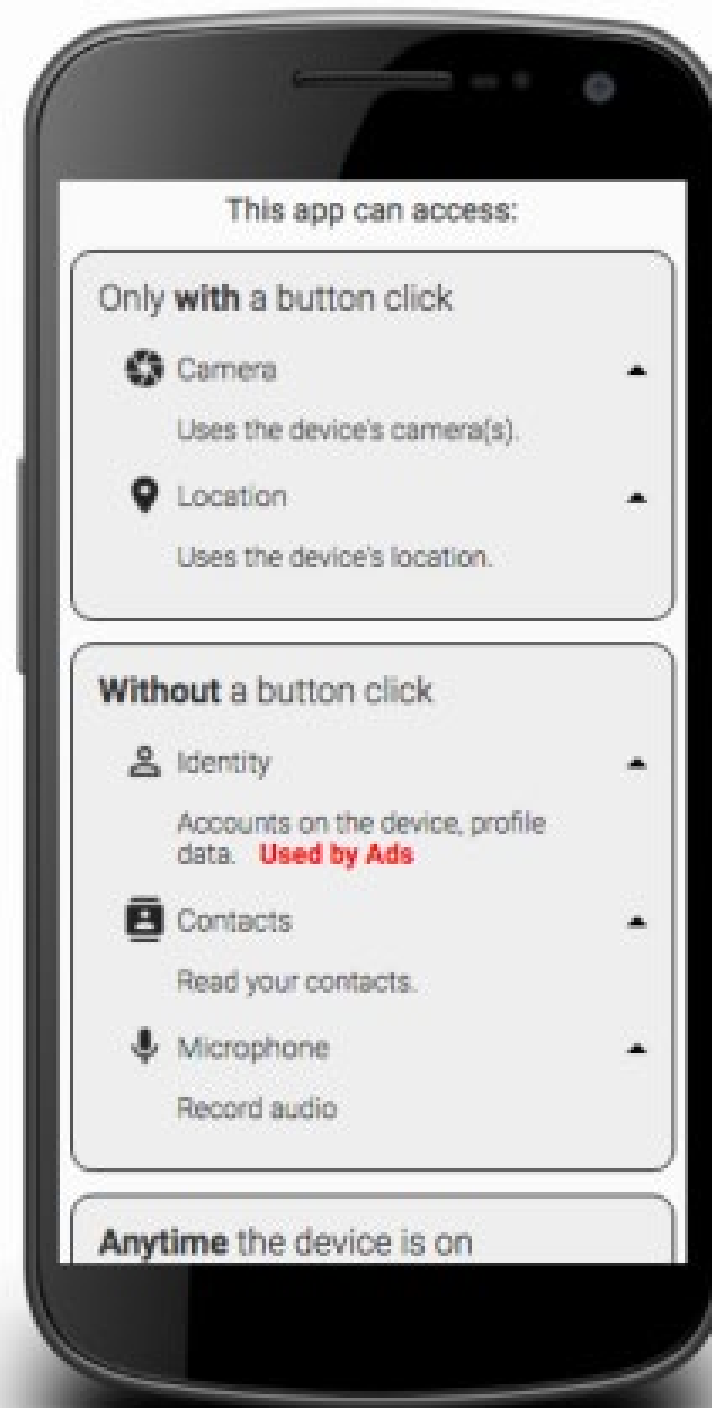 This app can access:
Only with a button click
Camera
Uses the device's camera(s).
Location
Uses the device's location.
Without a button click
Identity
Accounts on the device, profile
data. Used by Ads
Contacts
Read your contacts.
Microphone
Record audio
Anytime the device is on